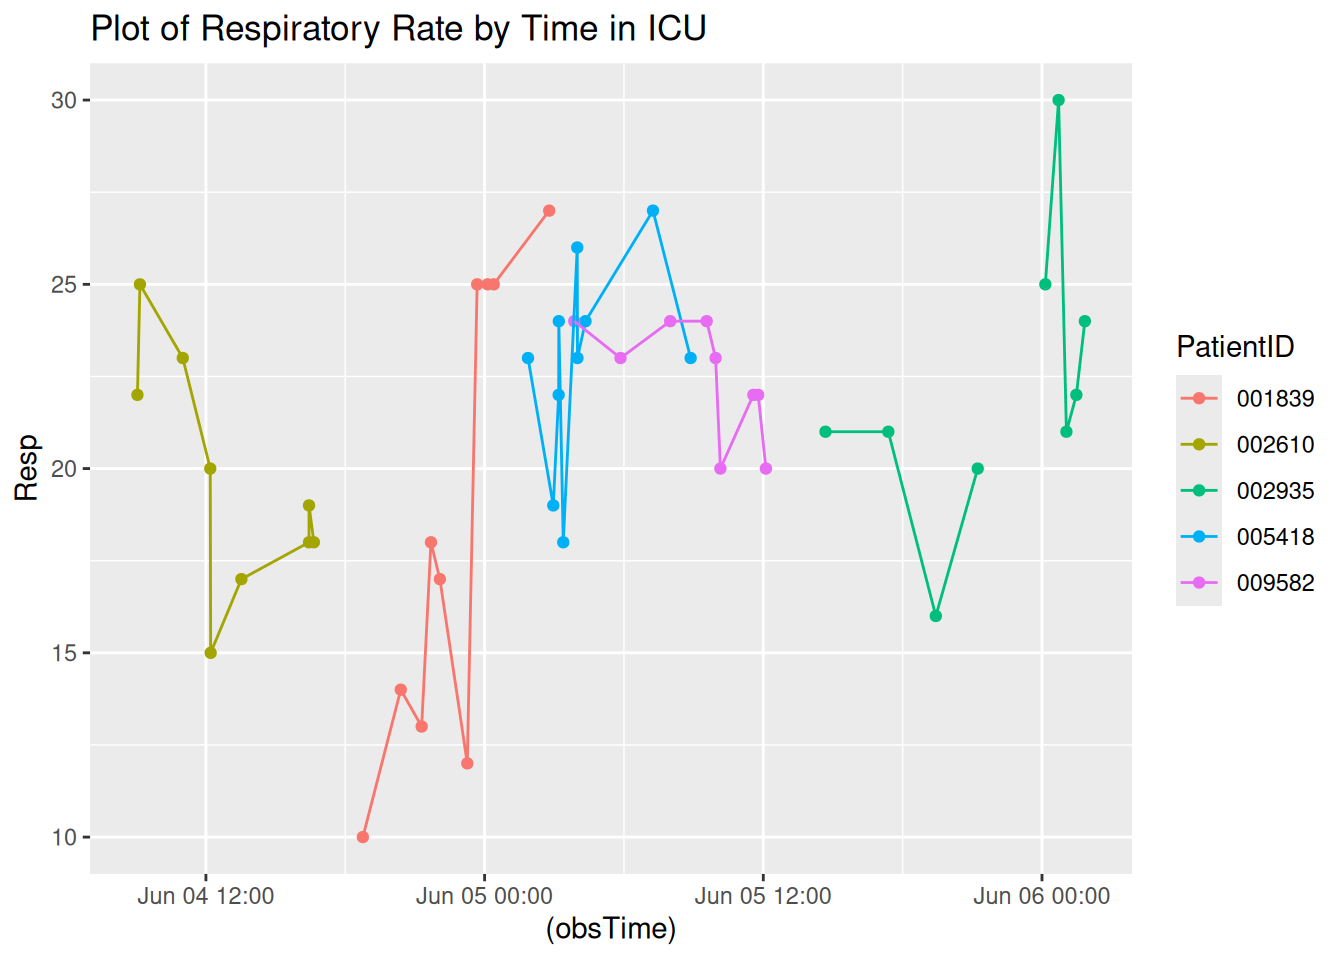 Plot of Respiratory Rate by Time in ICU
30
25
20
15
10
Resp
Jun 04 12:00
Jun 05 00:00
Jun 05 12:00
Jun 06 00:00
(obsTime)
PatientID
001839
002610
002935
005418
009582